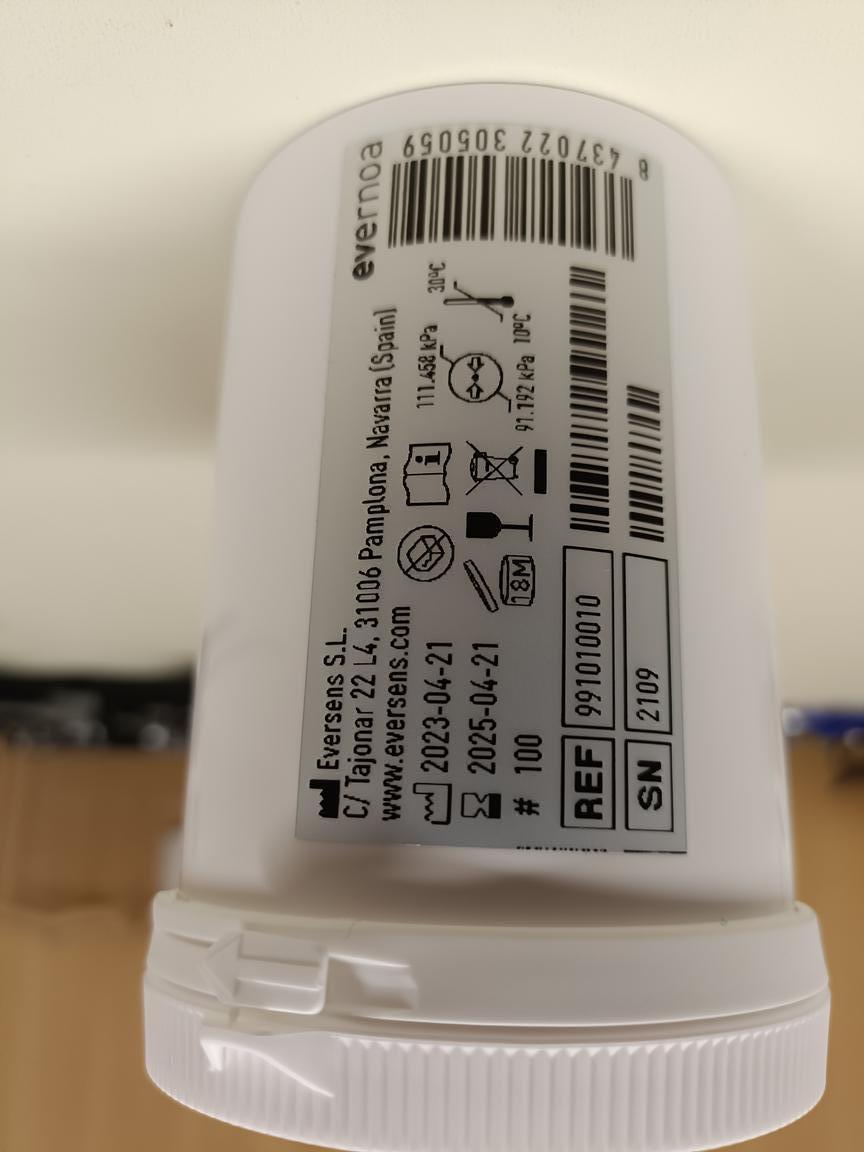 Eversens S.L.
C/ Tajonar 22 L4, 31006 Pamplona, Navarra (Spain)
www.eversens.com
evernoa
2023-04-21
2025-04-21
# 100
18M
111.458 kPa
91.192 kPa
30ºC
10ºC
REF 991010010
SN 2109
8 437022 305059